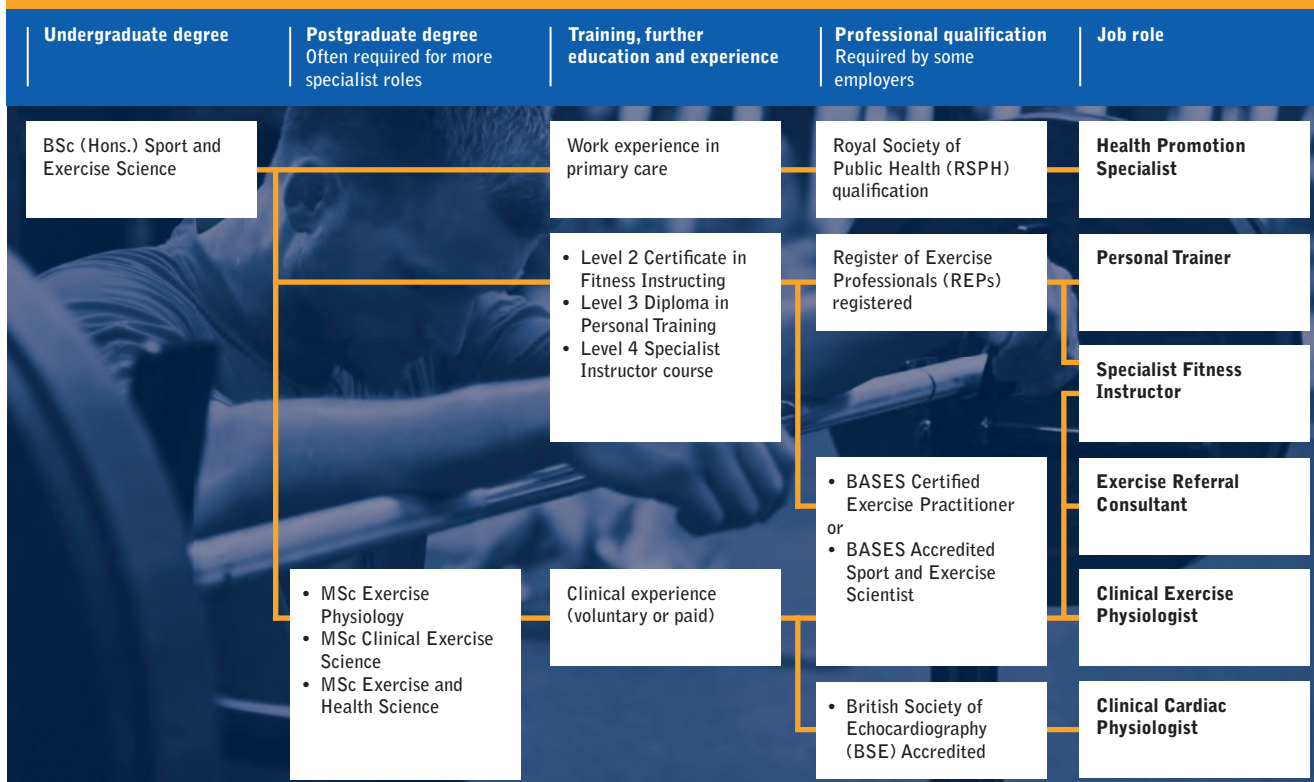 Undergraduate degree
Postgraduate degree
Often required for more
specialist roles
Training, further
education and experience
Professional qualification
Required by some
employers
Job role
BSc (Hons.) Sport and
Exercise Science
Work experience in
primary care
Royal Society of
Public Health (RSPH)
qualification
Health Promotion
Specialist
• Level 2 Certificate in
Fitness Instructing
• Level 3 Diploma in
Personal Training
• Level 4 Specialist
Instructor course
Register of Exercise
Professionals (REPs)
registered
Personal Trainer
Specialist Fitness
Instructor
• BASES Certified
Exercise Practitioner
or
• BASES Accredited
Sport and Exercise
Scientist
Exercise Referral
Consultant
• MSc Exercise
Physiology
• MSc Clinical Exercise
Science
• MSc Exercise and
Health Science
Clinical experience
(voluntary or paid)
Clinical Exercise
Physiologist
• British Society of
Echocardiography
(BSE) Accredited
Clinical Cardiac
Physiologist